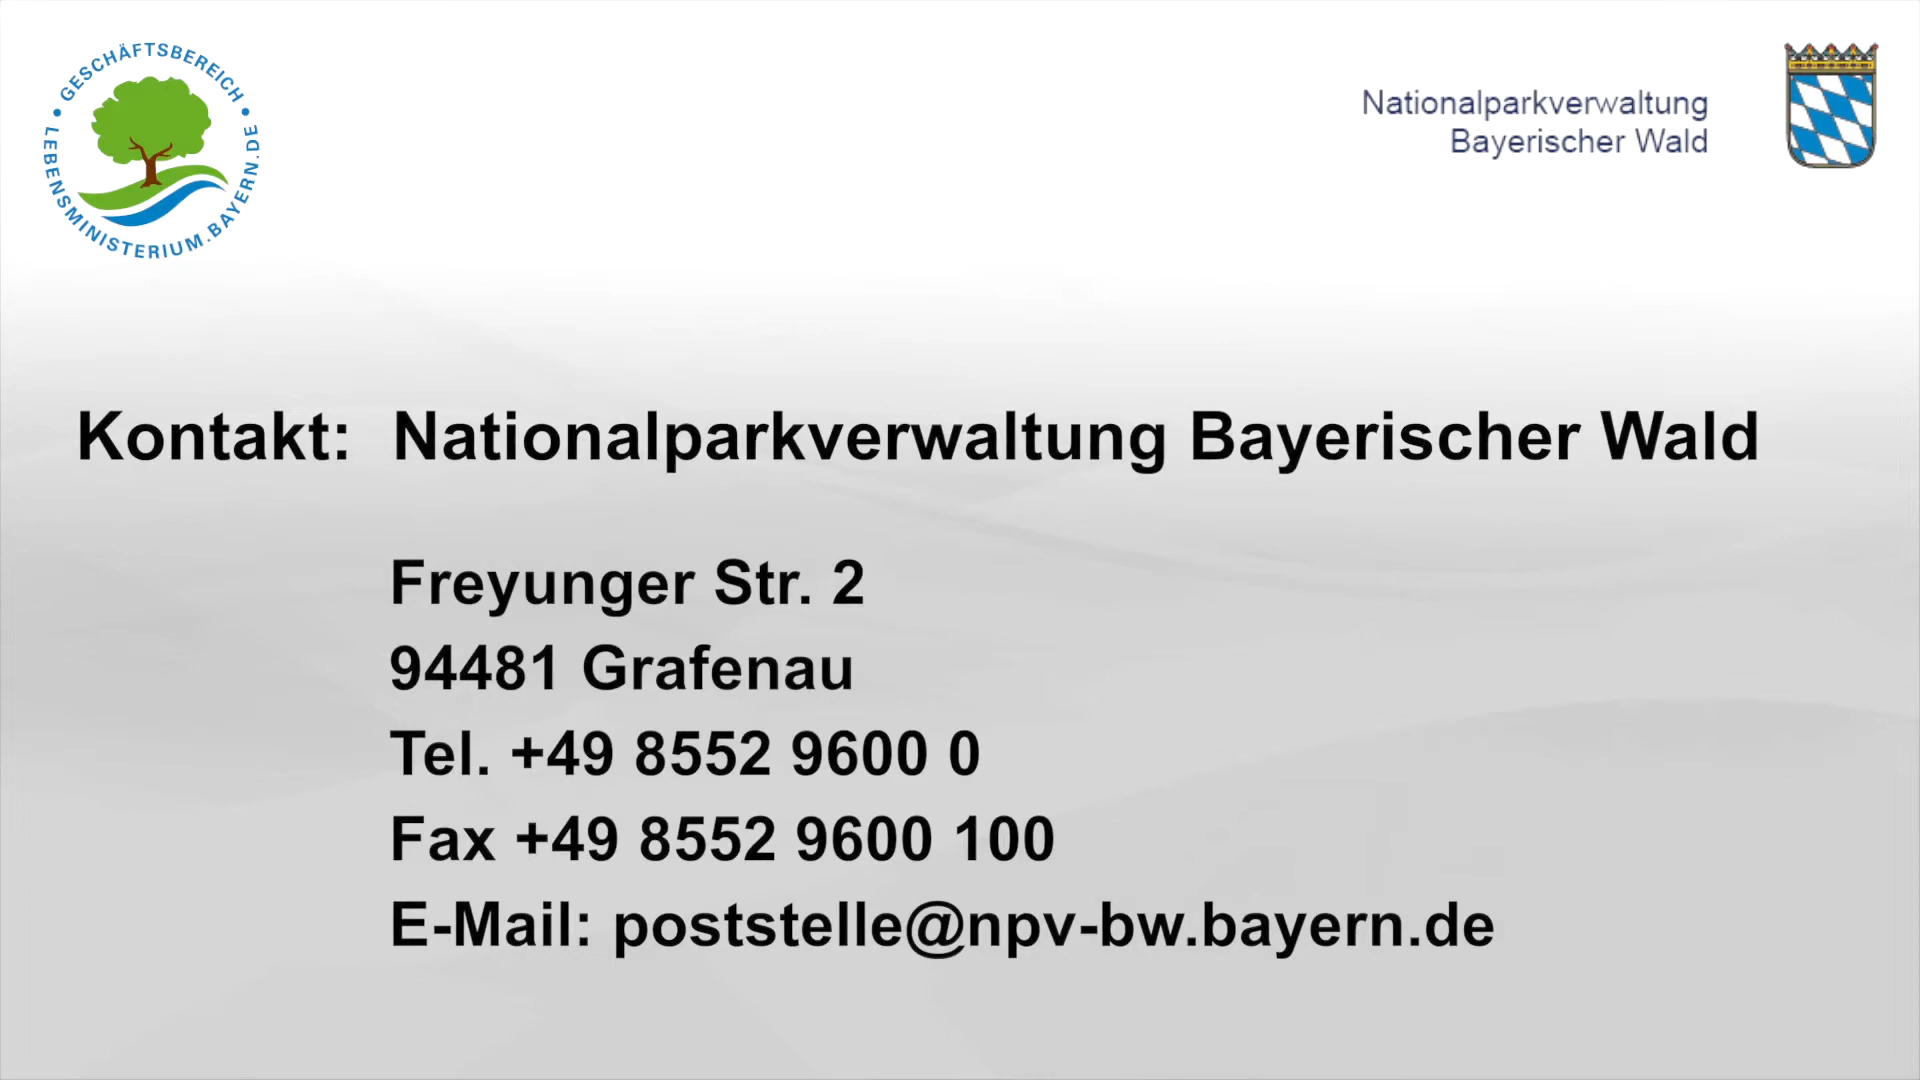 GESCHÄFTSBEREICH
LEBENSMINISTERIUM.BAYERN.DE
Nationalparkverwaltung
Bayerischer Wald
Kontakt: Nationalparkverwaltung Bayerischer Wald
Freyunger Str. 2
94481 Grafenau
Tel. +49 8552 9600 0
Fax +49 8552 9600 100
E-Mail: poststelle@npv-bw.bayern.de